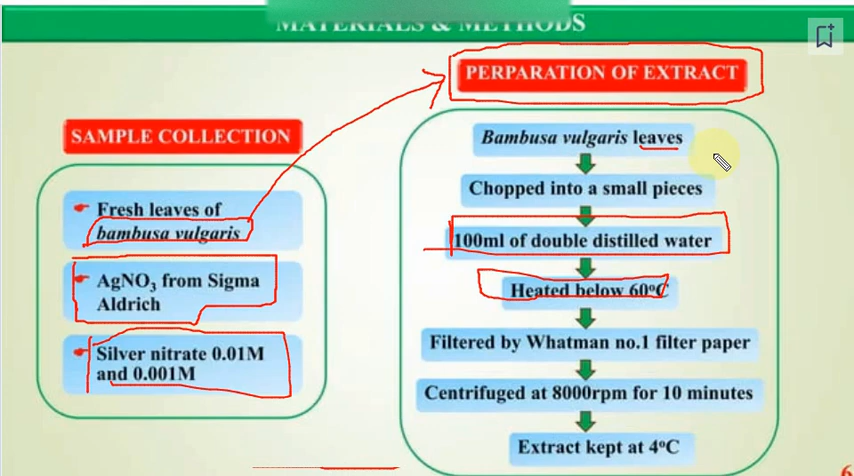 MATERIALS & METHODS
SAMPLE COLLECTION
Fresh leaves of
bambusa vulgaris
AgNO₃ from Sigma
Aldrich
Silver nitrate 0.01M
and 0.001M
PERPARATION OF EXTRACT
Bambusa vulgaris leaves
Chopped into a small pieces
100ml of double distilled water
Heated below 60°C
Filtered by Whatman no.1 filter paper
Centrifuged at 8000rpm for 10 minutes
Extract kept at 4°C
6